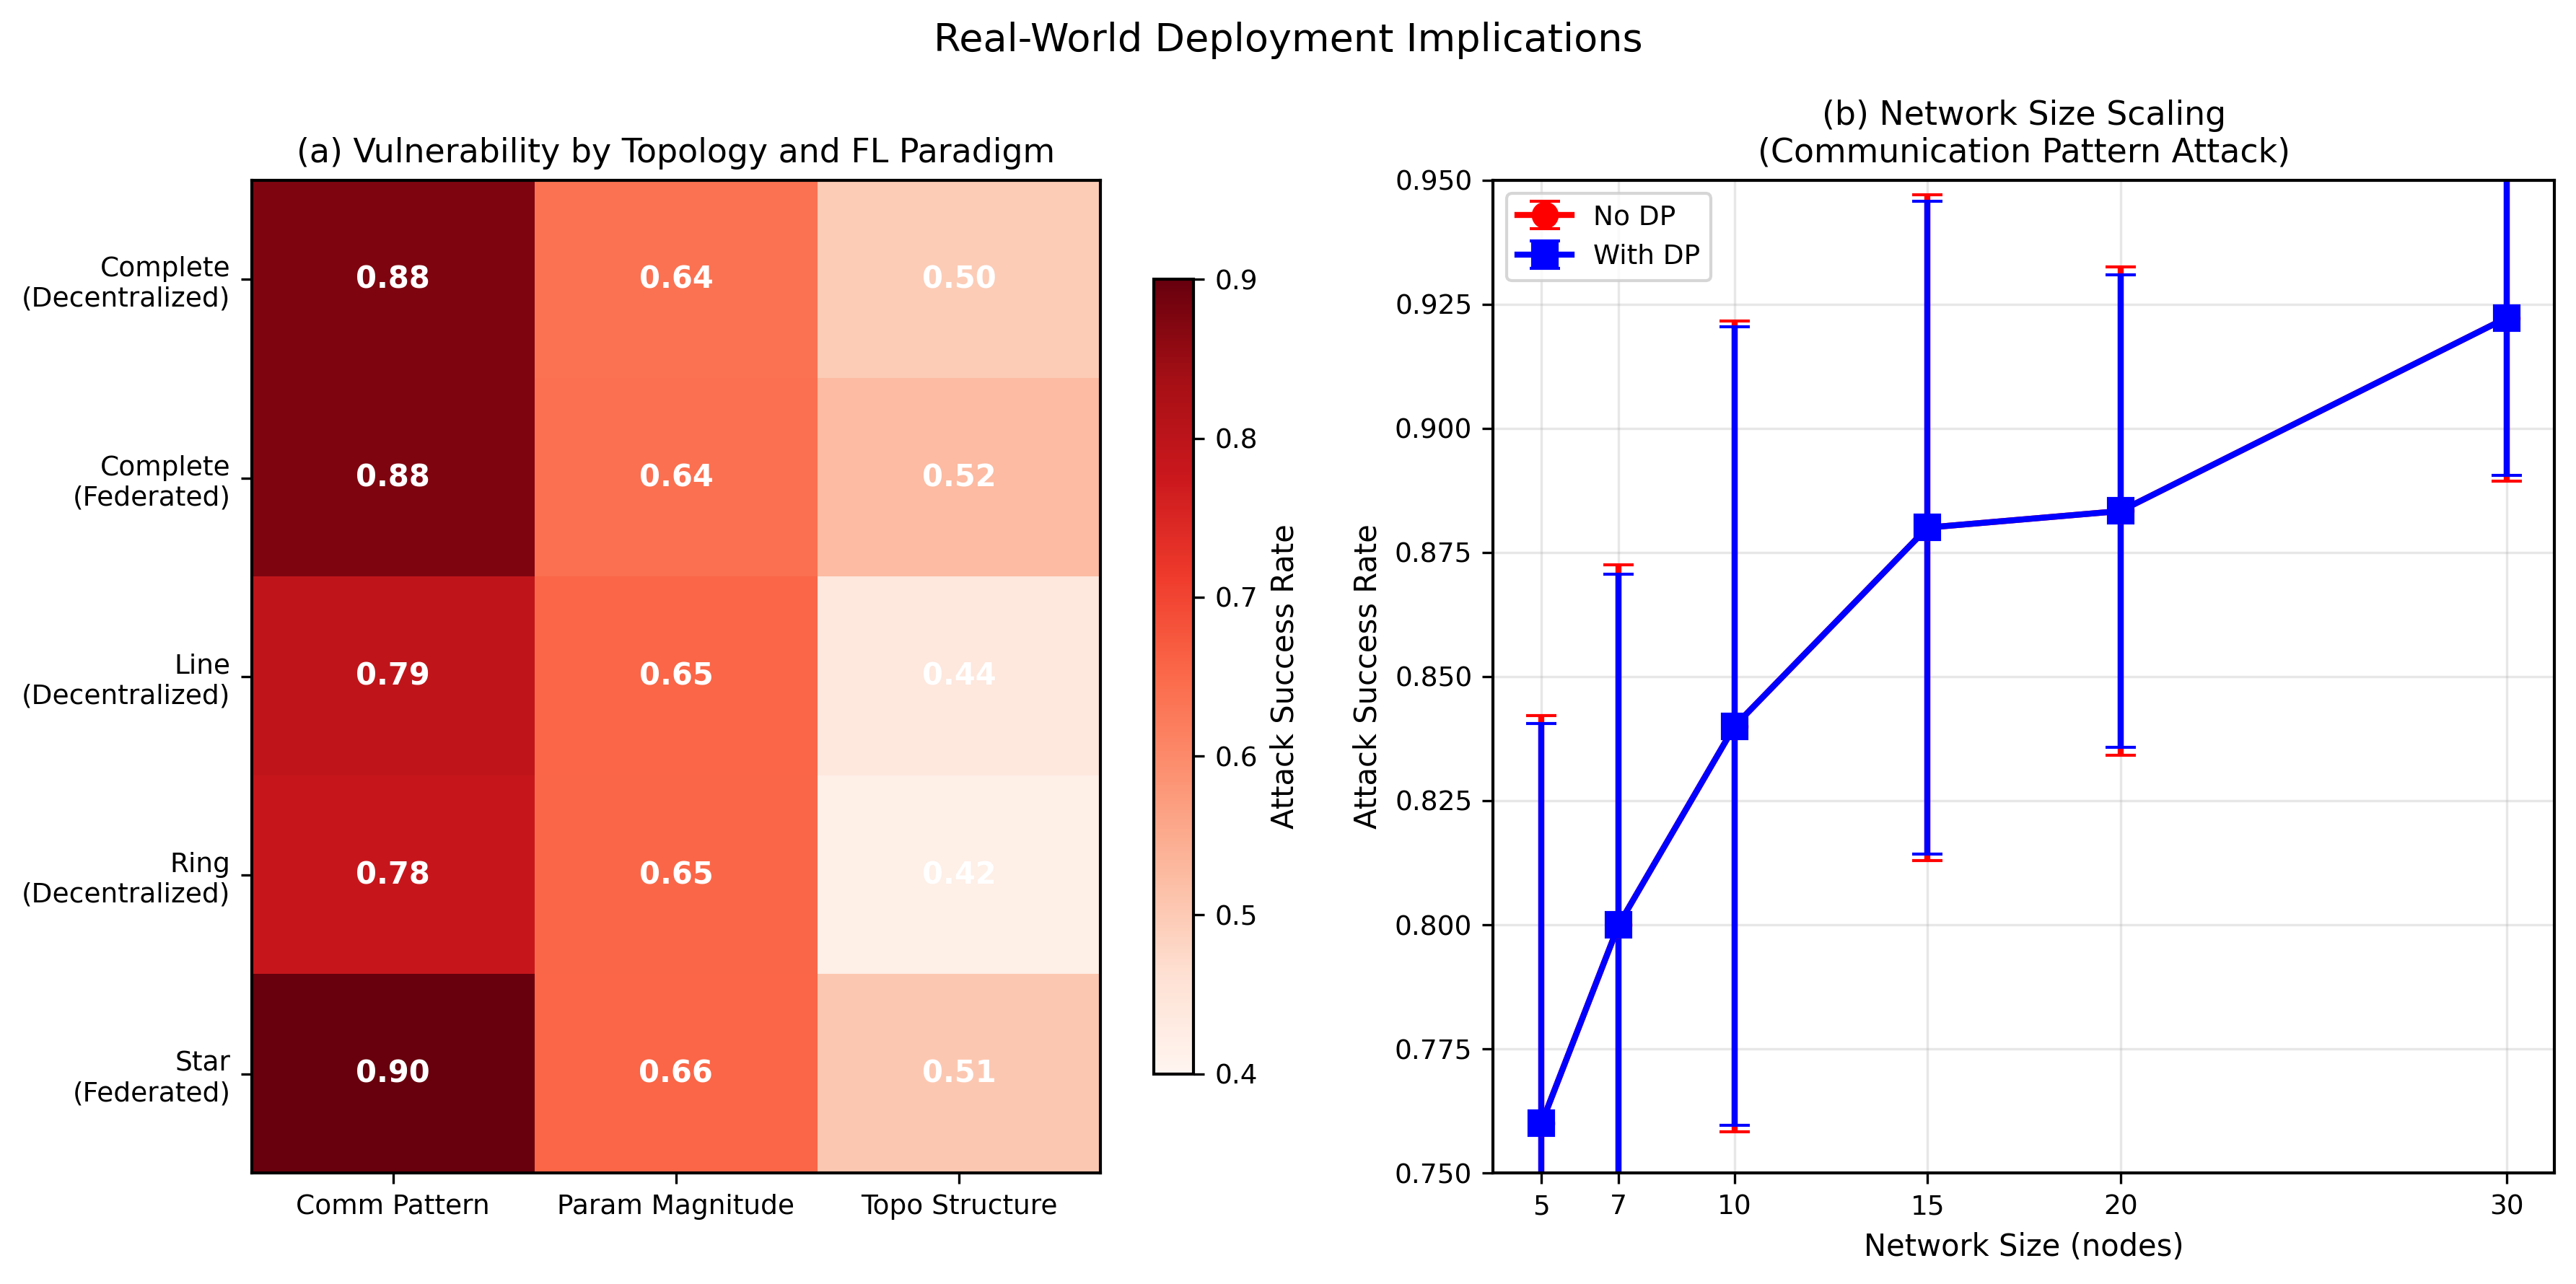 Real-World Deployment Implications
(a) Vulnerability by Topology and FL Paradigm
Complete
(Decentralized)
0.88 0.64 0.50
Complete
(Federated)
0.88 0.64 0.52
Line
(Decentralized)
0.79 0.65 0.44
Ring
(Decentralized)
0.78 0.65 0.42
Star
(Federated)
0.90 0.66 0.51
Comm Pattern Param Magnitude Topo Structure
0.9
0.8
0.7
0.6
0.5
0.4
Attack Success Rate
(b) Network Size Scaling
(Communication Pattern Attack)
No DP
With DP
Attack Success Rate
0.950
0.925
0.900
0.875
0.850
0.825
0.800
0.775
0.750
5 7 10 15 20 30
Network Size (nodes)